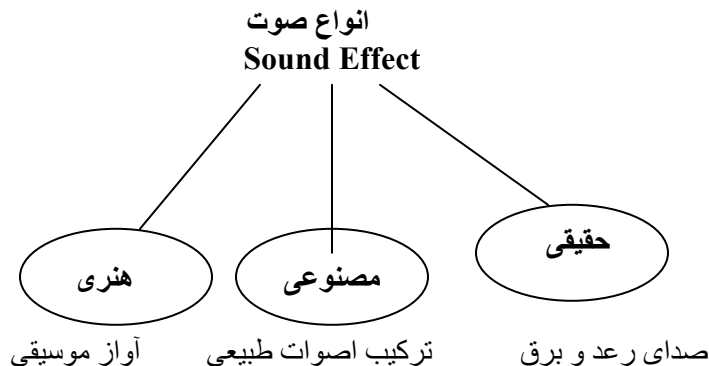 انواع صوت
Sound Effect
حقیقی
مصنوعی
هنری
صدای رعد و برق
ترکیب اصوات طبیعی
آواز موسیقی